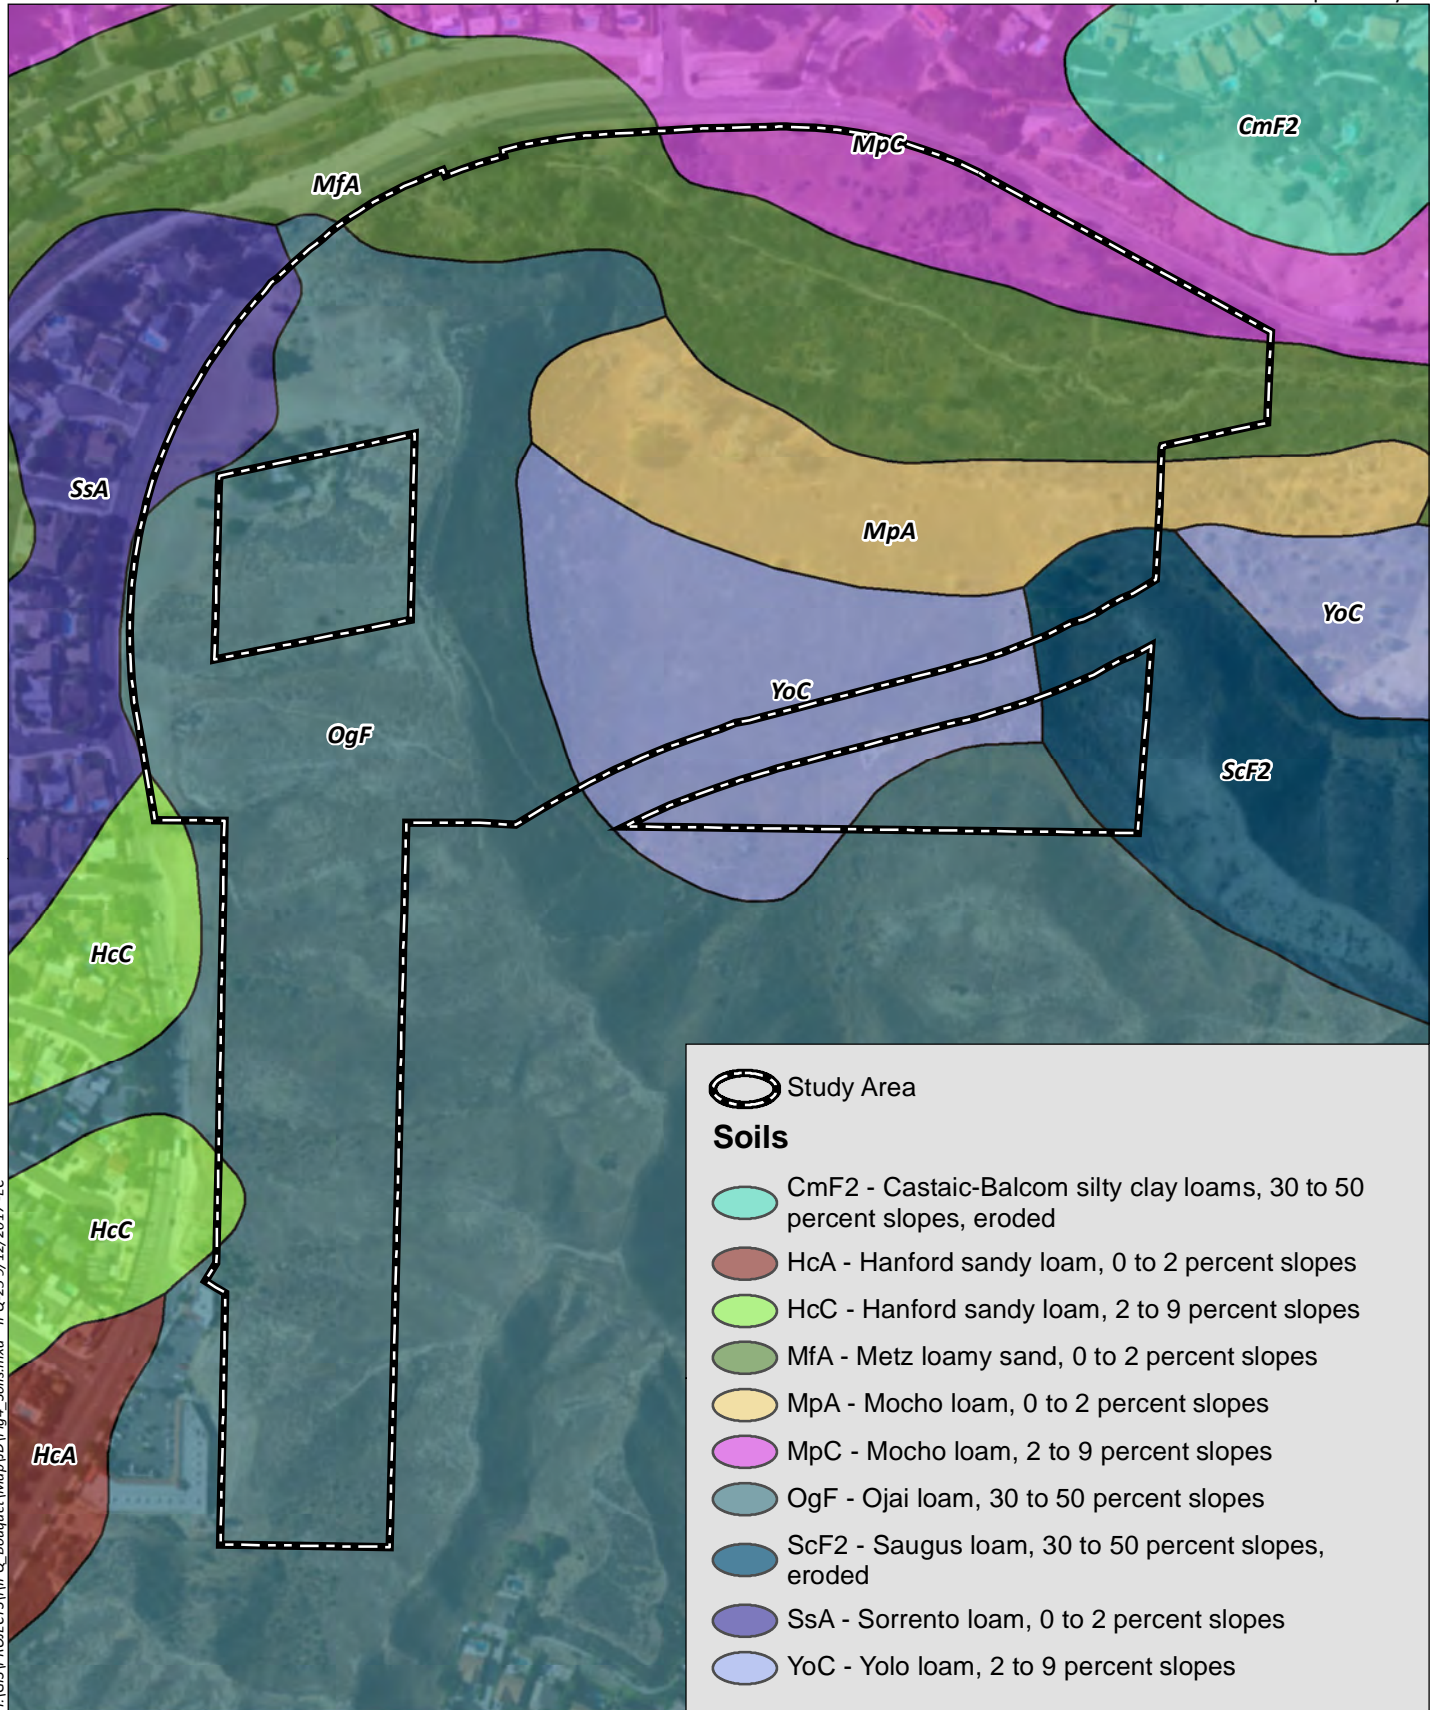 CmF2
MpC
MfA
SsA
MpA
YoC
YoC
OgF
ScF2
HcC
HcC
HcA
Study Area
Soils
CmF2 - Castaic-Balcom silty clay loams, 30 to 50
percent slopes, eroded
HcA - Hanford sandy loam, 0 to 2 percent slopes
HcC - Hanford sandy loam, 2 to 9 percent slopes
MfA - Metz loamy sand, 0 to 2 percent slopes
MpA - Mocho loam, 0 to 2 percent slopes
MpC - Mocho loam, 2 to 9 percent slopes
OgF - Ojai loam, 30 to 50 percent slopes
ScF2 - Saugus loam, 30 to 50 percent slopes,
eroded
SsA - Sorrento loam, 0 to 2 percent slopes
YoC - Yolo loam, 2 to 9 percent slopes